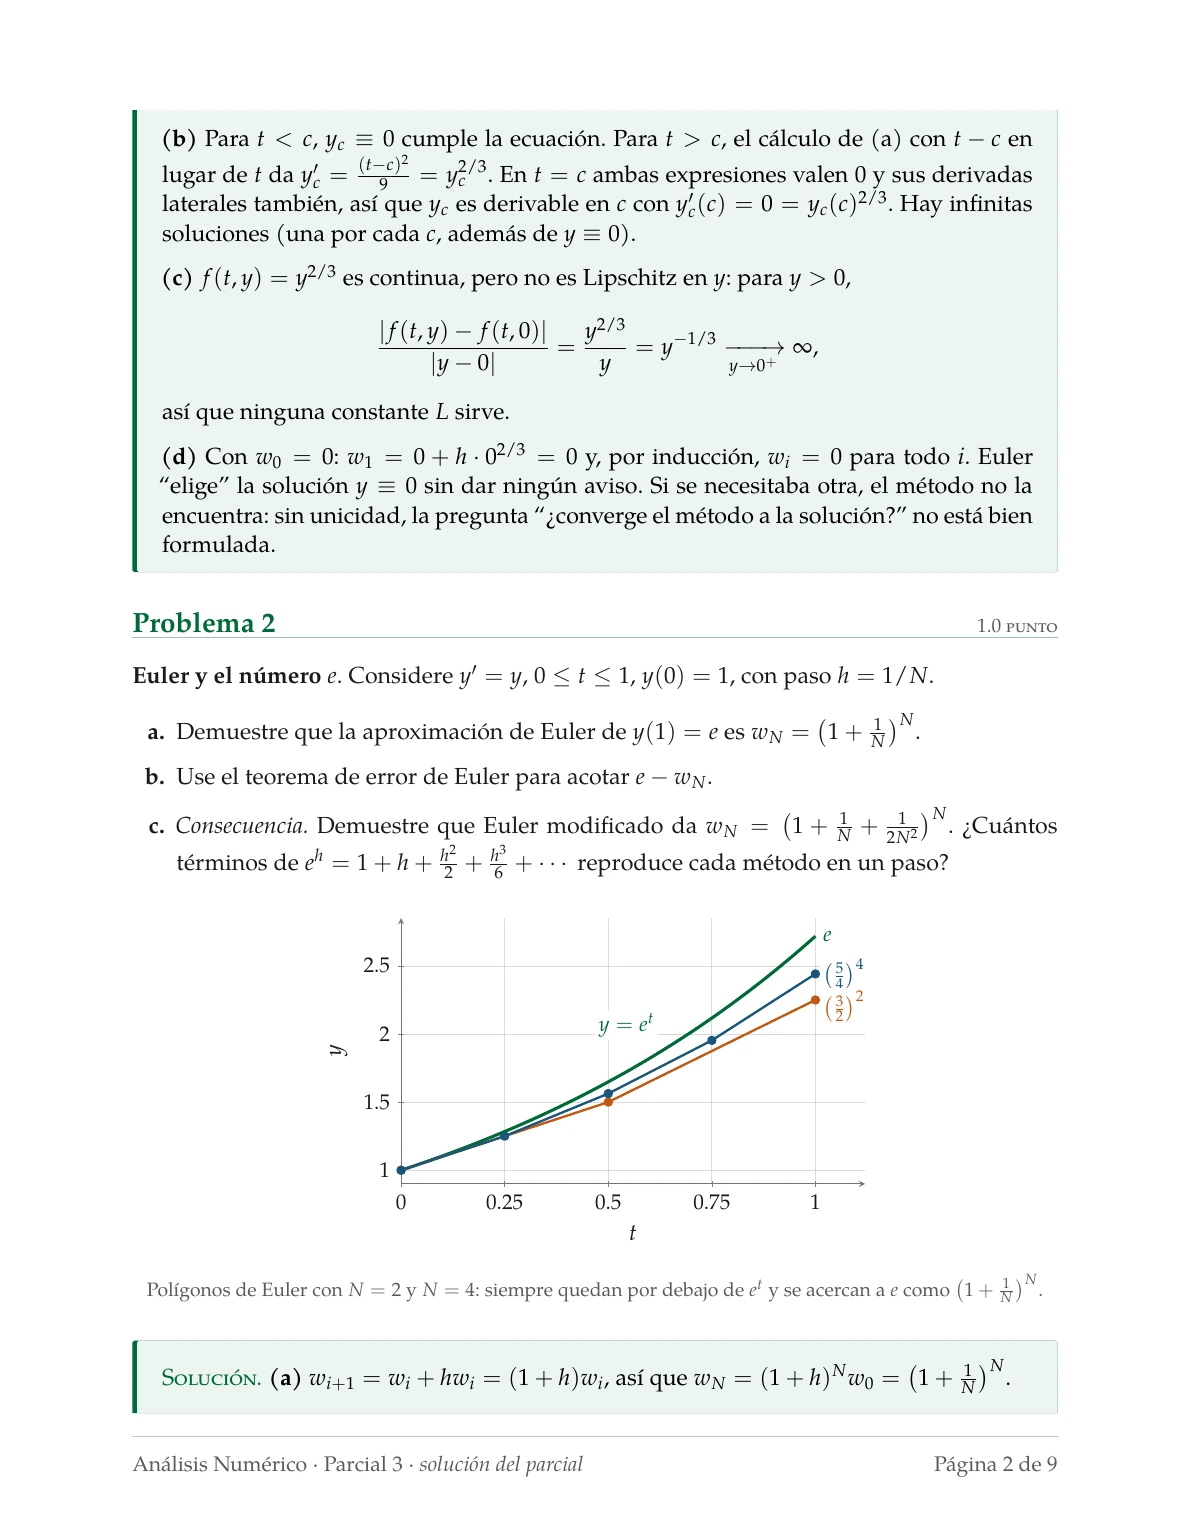 (b) Para t < c, y_c ≡ 0 cumple la ecuación. Para t > c, el cálculo de (a) con t − c en
lugar de t da y′_c = (t−c)²/9 = y_c^{2/3}. En t = c ambas expresiones valen 0 y sus derivadas
laterales también, así que y_c es derivable en c con y′_c(c) = 0 = y_c(c)^{2/3}. Hay infinitas
soluciones (una por cada c, además de y ≡ 0).
(c) f(t, y) = y^{2/3} es continua, pero no es Lipschitz en y: para y > 0,
|f(t, y) − f(t, 0)| / |y − 0| = y^{2/3} / y = y^{−1/3} ⟶_{y→0⁺} ∞,
así que ninguna constante L sirve.
(d) Con w₀ = 0: w₁ = 0 + h · 0^{2/3} = 0 y, por inducción, w_i = 0 para todo i. Euler
“elige” la solución y ≡ 0 sin dar ningún aviso. Si se necesitaba otra, el método no la
encuentra: sin unicidad, la pregunta “¿converge el método a la solución?” no está bien
formulada.
Problema 2 1.0 PUNTO
Euler y el número e. Considere y′ = y, 0 ≤ t ≤ 1, y(0) = 1, con paso h = 1/N.
a. Demuestre que la aproximación de Euler de y(1) = e es w_N = (1 + 1/N)^N.
b. Use el teorema de error de Euler para acotar e − w_N.
c. Consecuencia. Demuestre que Euler modificado da w_N = (1 + 1/N + 1/2N²)^N. ¿Cuántos
términos de e^h = 1 + h + h²/2 + h³/6 + ⋯ reproduce cada método en un paso?
e
(5/4)^4
(3/2)^2
y = e^t
2.5
2
1.5
1
y
0 0.25 0.5 0.75 1
t
Polígonos de Euler con N = 2 y N = 4: siempre quedan por debajo de e^t y se acercan a e como (1 + 1/N)^N.
SOLUCIÓN. (a) w_{i+1} = w_i + hw_i = (1 + h)w_i, así que w_N = (1 + h)^N w₀ = (1 + 1/N)^N.
Análisis Numérico · Parcial 3 · solución del parcial Página 2 de 9